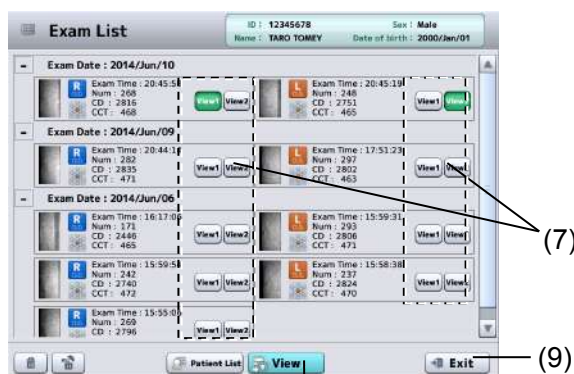 Exam List
ID : 12345678 Sex : Male
Name : TARO TOMEY Date of birth : 2000/Jan/01
- Exam Date : 2014/Jun/10
R Exam Time : 20:45:5
Num : 268
CD : 2816
CCT : 468
View1 View2
L Exam Time : 20:45:19
Num : 248
CD : 2751
CCT : 465
View1
- Exam Date : 2014/Jun/09
R Exam Time : 20:44:1
Num : 282
CD : 2835
CCT : 471
View1 View2
L Exam Time : 17:51:23
Num : 297
CD : 2802
CCT : 463
View1
(7)
- Exam Date : 2014/Jun/06
R Exam Time : 16:17:0
Num : 171
CD : 2446
CCT : 465
View1 View2
L Exam Time : 15:59:31
Num : 293
CD : 2806
CCT : 471
View1
R Exam Time : 15:59:5
Num : 242
CD : 2740
CCT : 472
View1 View2
L Exam Time : 15:58:38
Num : 237
CD : 2824
CCT : 470
View1
R Exam Time : 15:55:0
Num : 269
CD : 2796
View1 View2
Patient List View Exit (9)